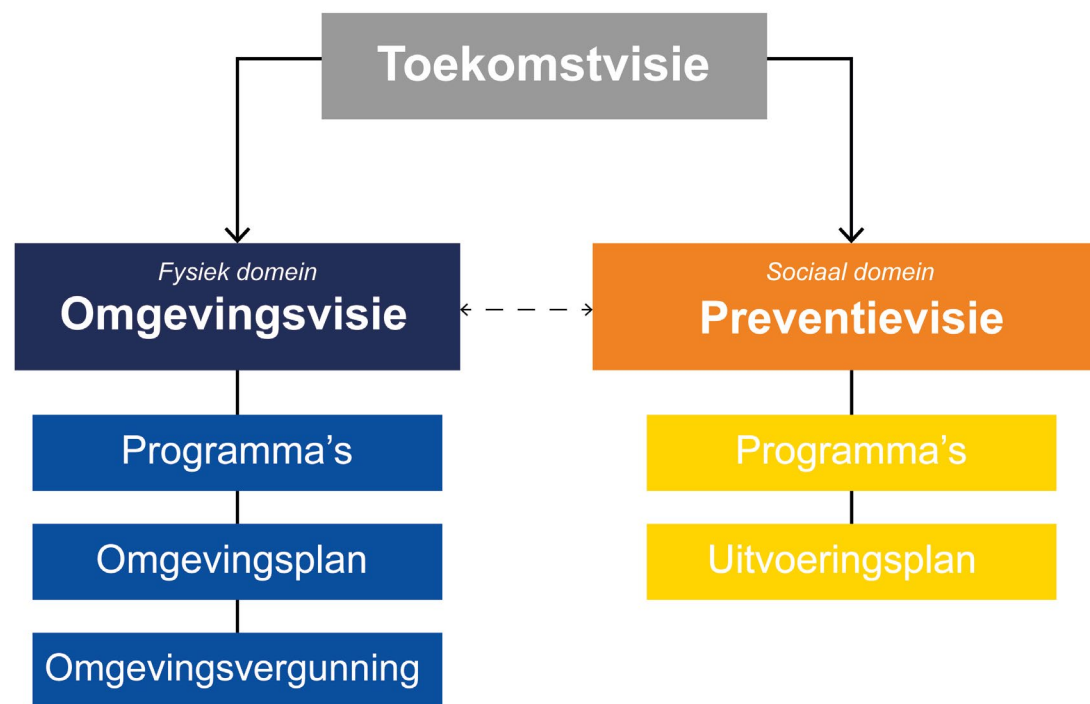 Toekomstvisie
Fysiek domein
Omgevingsvisie
Programma’s
Omgevingsplan
Omgevingsvergunning
Sociaal domein
Preventievisie
Programma’s
Uitvoeringsplan